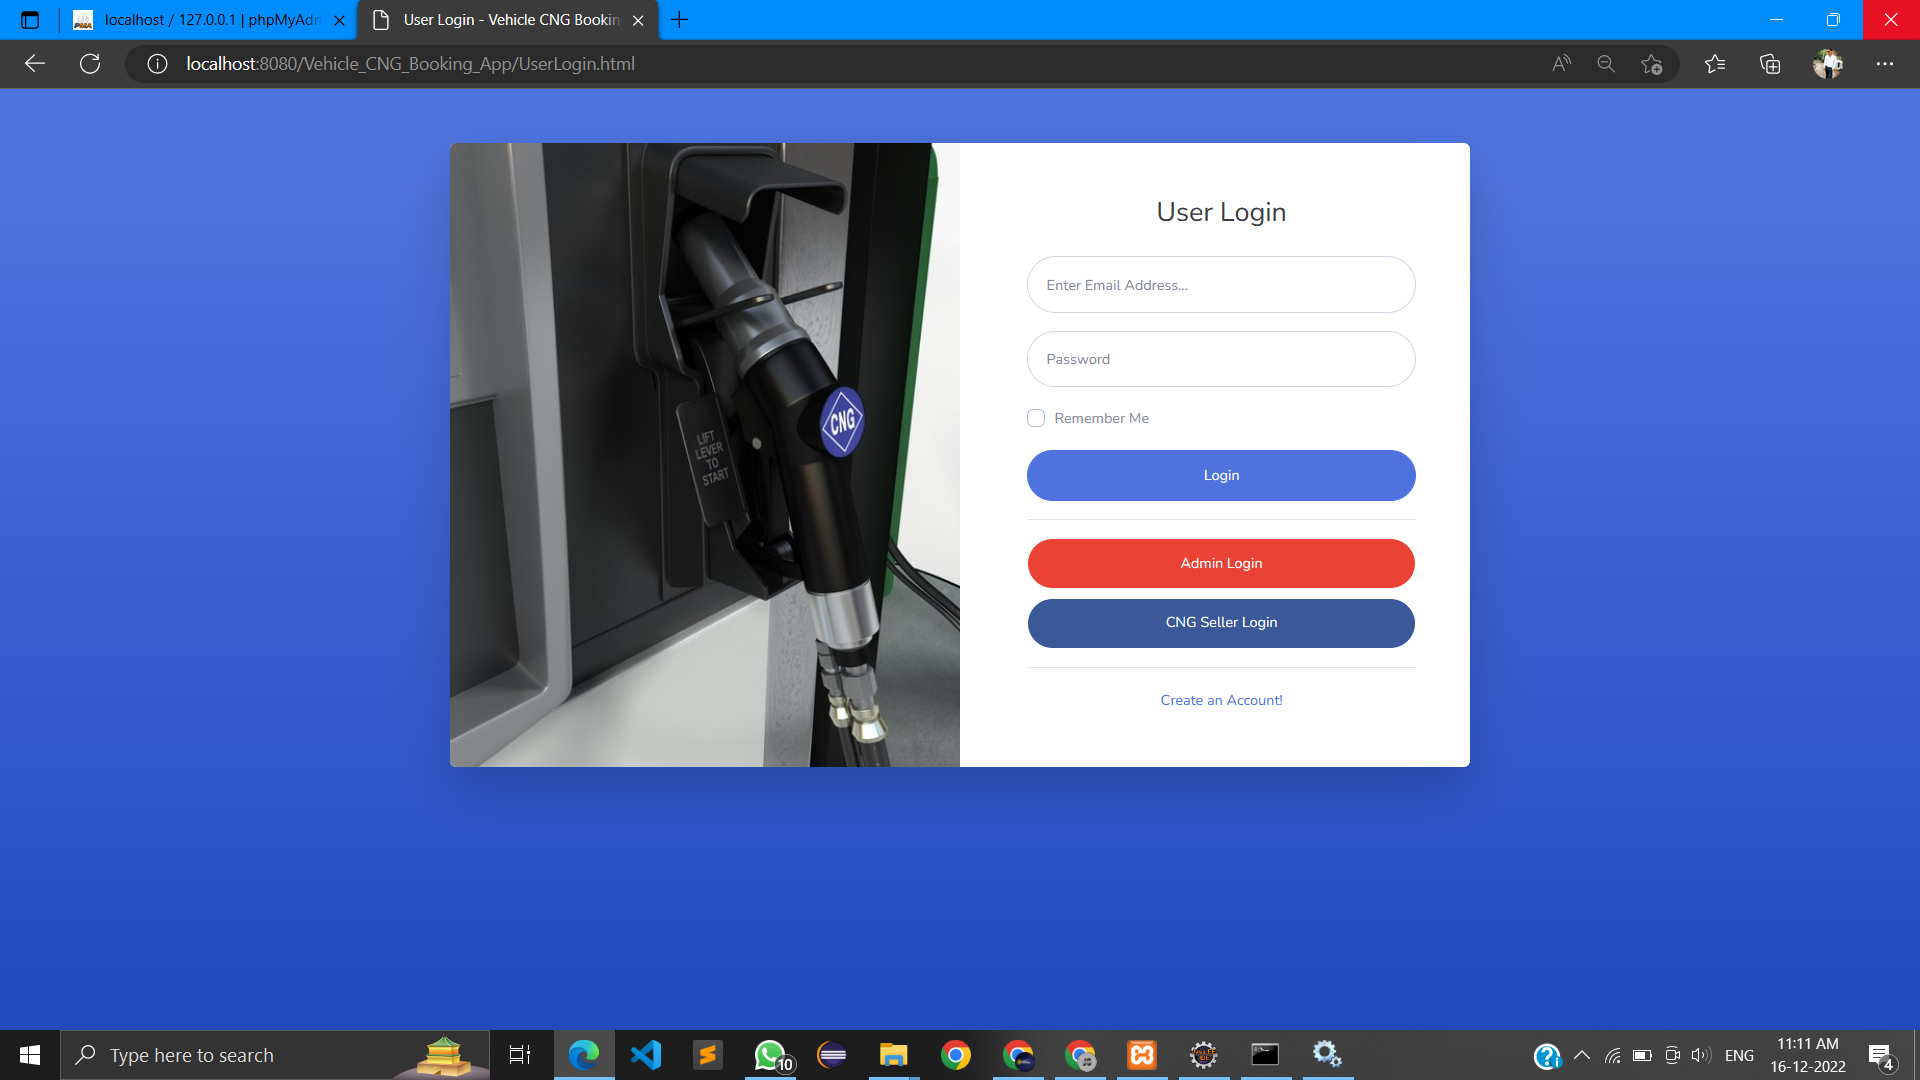 localhost / 127.0.0.1 | phpMyAdm
User Login - Vehicle CNG Bookin
localhost:8080/Vehicle_CNG_Booking_App/UserLogin.html
User Login
Enter Email Address...
Password
Remember Me
Login
Admin Login
CNG Seller Login
Create an Account!
CNG
LIFT
LEVER
TO
START
Type here to search
10
ENG
11:11 AM
16-12-2022
4